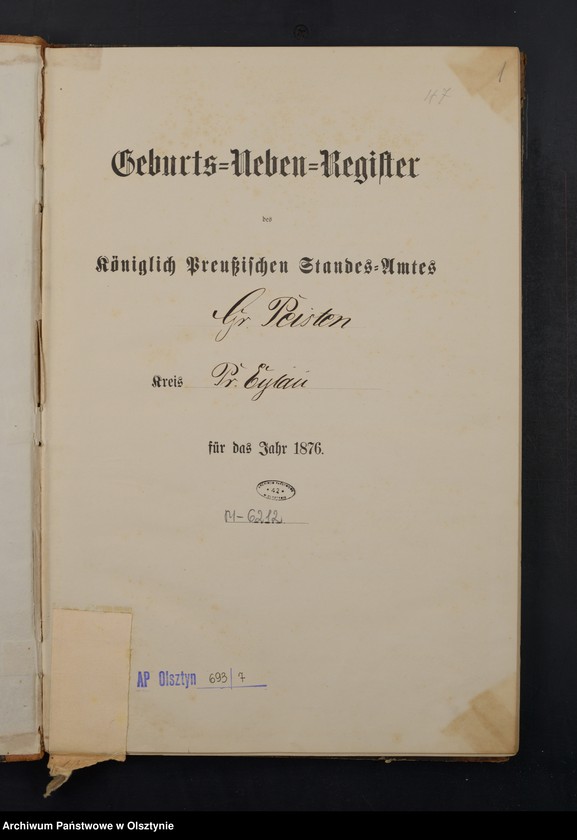 1
47
Geburts=Neben=Register
des
Königlich Preußischen Standes=Amtes
Gr. Peisten
Kreis Pr. Eylau
für das Jahr 1876.
* 42 *
M-6212
AP Olsztyn 693/7
Archiwum Państwowe w Olsztynie